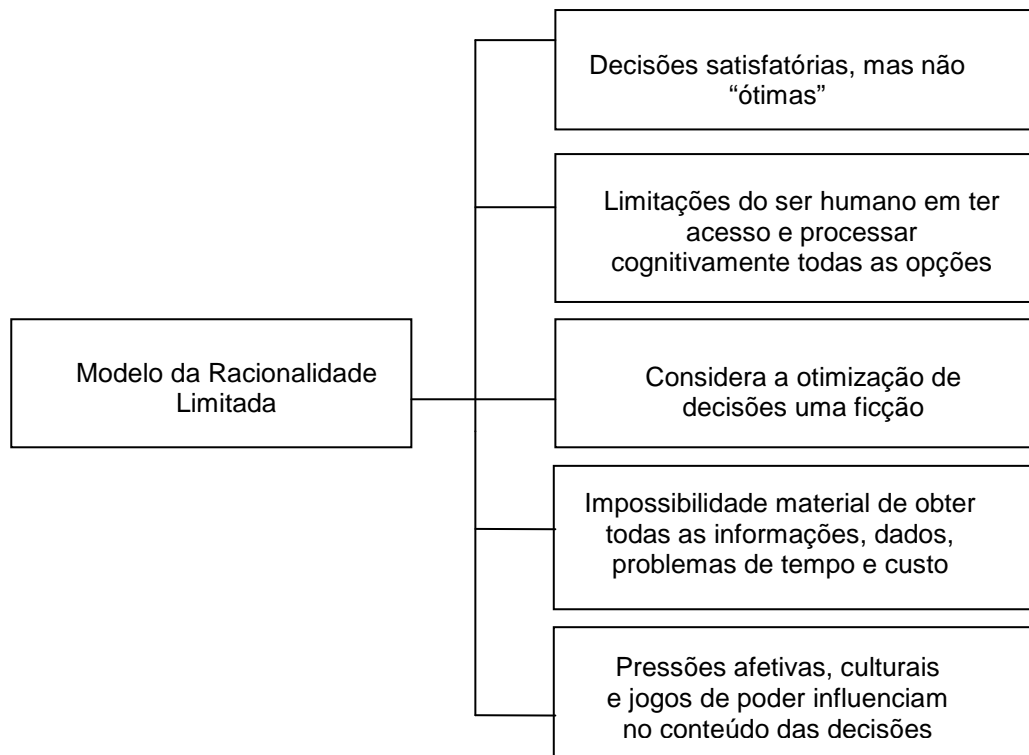 Modelo da Racionalidade
Limitada
Decisões satisfatórias, mas não
“ótimas”
Limitações do ser humano em ter
acesso e processar
cognitivamente todas as opções
Considera a otimização de
decisões uma ficção
Impossibilidade material de obter
todas as informações, dados,
problemas de tempo e custo
Pressões afetivas, culturais
e jogos de poder influenciam
no conteúdo das decisões